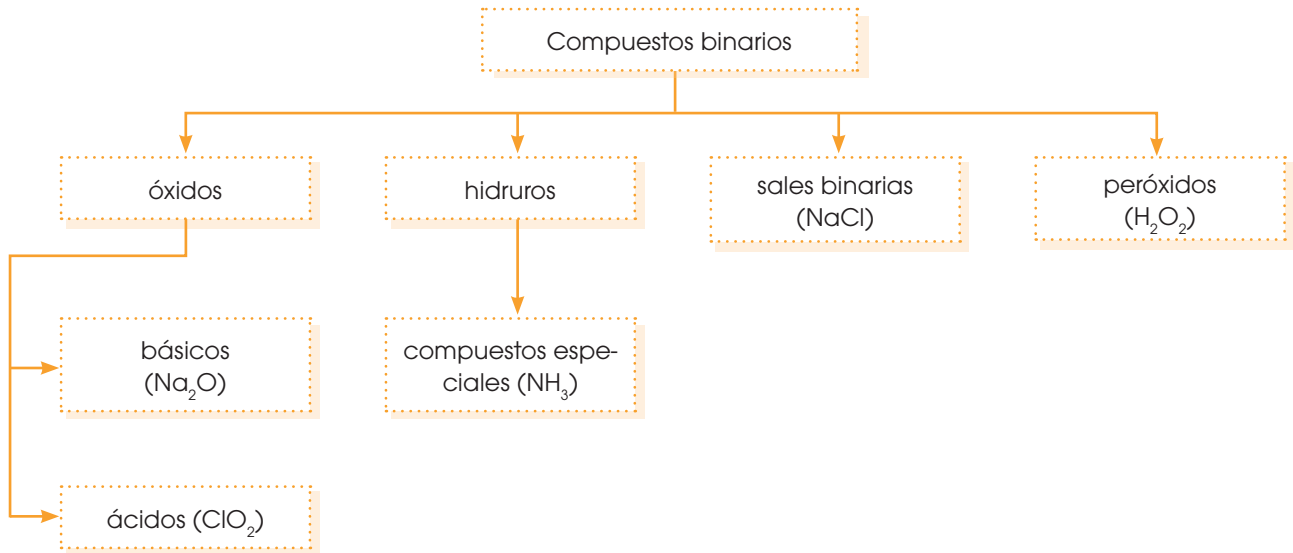 Compuestos binarios
óxidos
hidruros
sales binarias
(NaCl)
peróxidos
(H₂O₂)
básicos
(Na₂O)
compuestos espe-
ciales (NH₃)
ácidos (ClO₂)